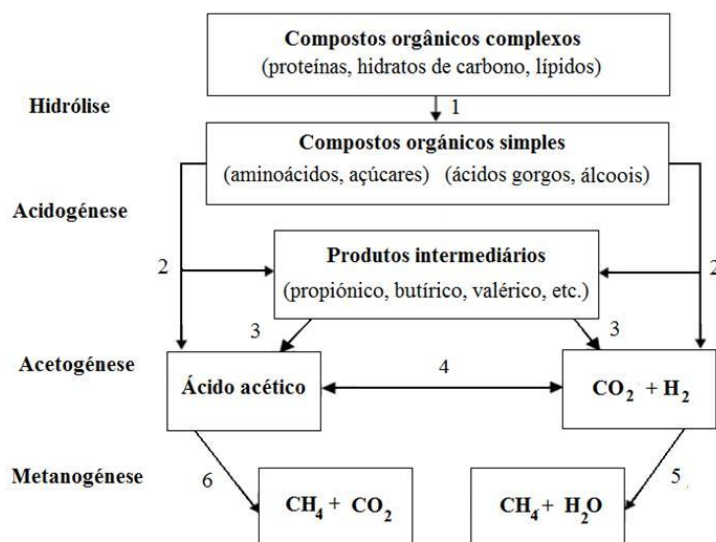 Compostos orgânicos complexos
(proteínas, hidratos de carbono, lípidos)
Hidrólise
1
Compostos orgánicos simples
(aminoácidos, açúcares) (ácidos gorgos, álcoois)
Acidogénese
2
2
Produtos intermediários
(propiónico, butírico, valérico, etc.)
3
3
Acetogénese
Ácido acético
4
CO₂ + H₂
Metanogénese
6
5
CH₄ + CO₂
CH₄ + H₂O